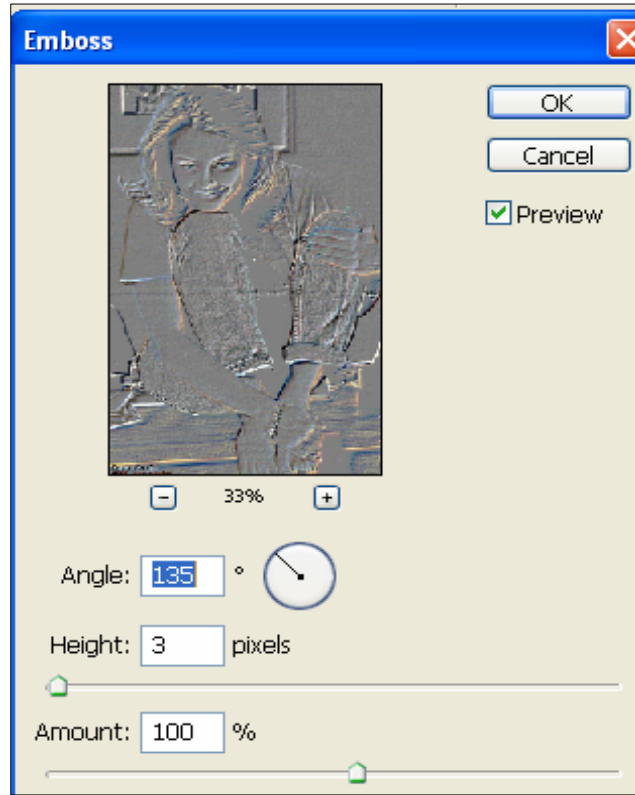 Emboss
OK
Cancel
Preview
33%
Angle: 135 °
Height: 3 pixels
Amount: 100 %